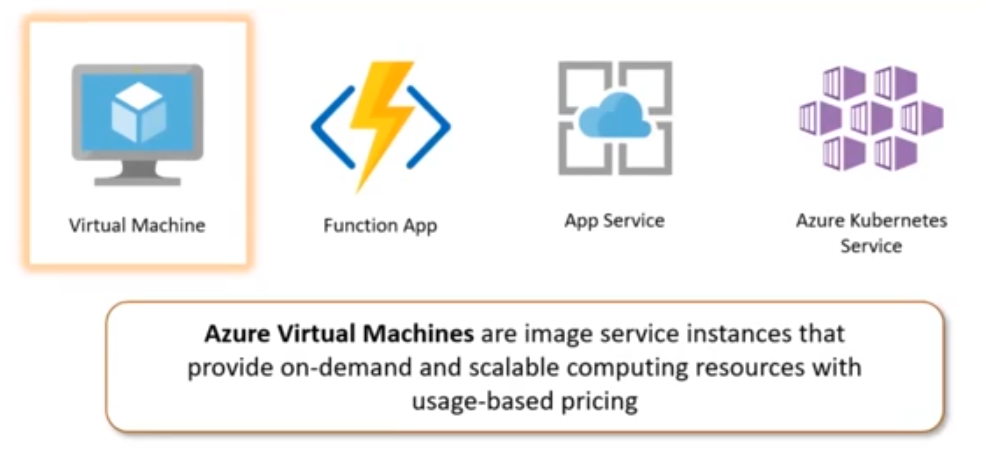 Virtual Machine
Function App
App Service
Azure Kubernetes
Service
Azure Virtual Machines are image service instances that
provide on-demand and scalable computing resources with
usage-based pricing